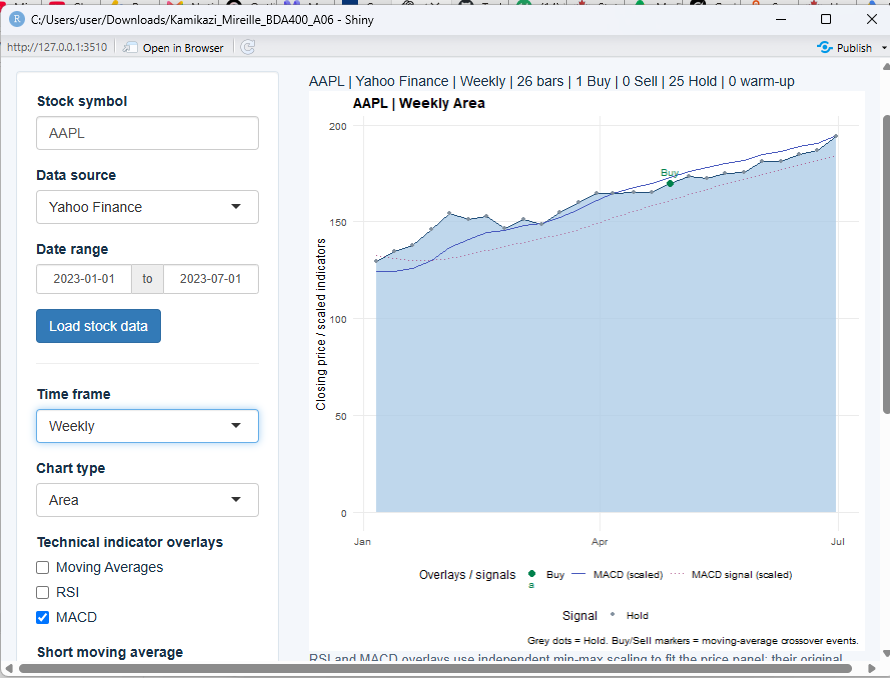 C:/Users/user/Downloads/Kamikazi_Mireille_BDA400_A06 - Shiny
http://127.0.0.1:3510
Open in Browser
Publish
Stock symbol
AAPL
Data source
Yahoo Finance
Date range
2023-01-01 to 2023-07-01
Load stock data
Time frame
Weekly
Chart type
Area
Technical indicator overlays
Moving Averages
RSI
MACD
Short moving average
AAPL | Yahoo Finance | Weekly | 26 bars | 1 Buy | 0 Sell | 25 Hold | 0 warm-up
AAPL | Weekly Area
Closing price / scaled indicators
200
150
100
50
0
Buy
Jan Apr Jul
Overlays / signals Buy MACD (scaled) MACD signal (scaled)
a
Signal Hold
Grey dots = Hold. Buy/Sell markers = moving-average crossover events.
RSI and MACD overlays use independent min-max scaling to fit the price panel; their original